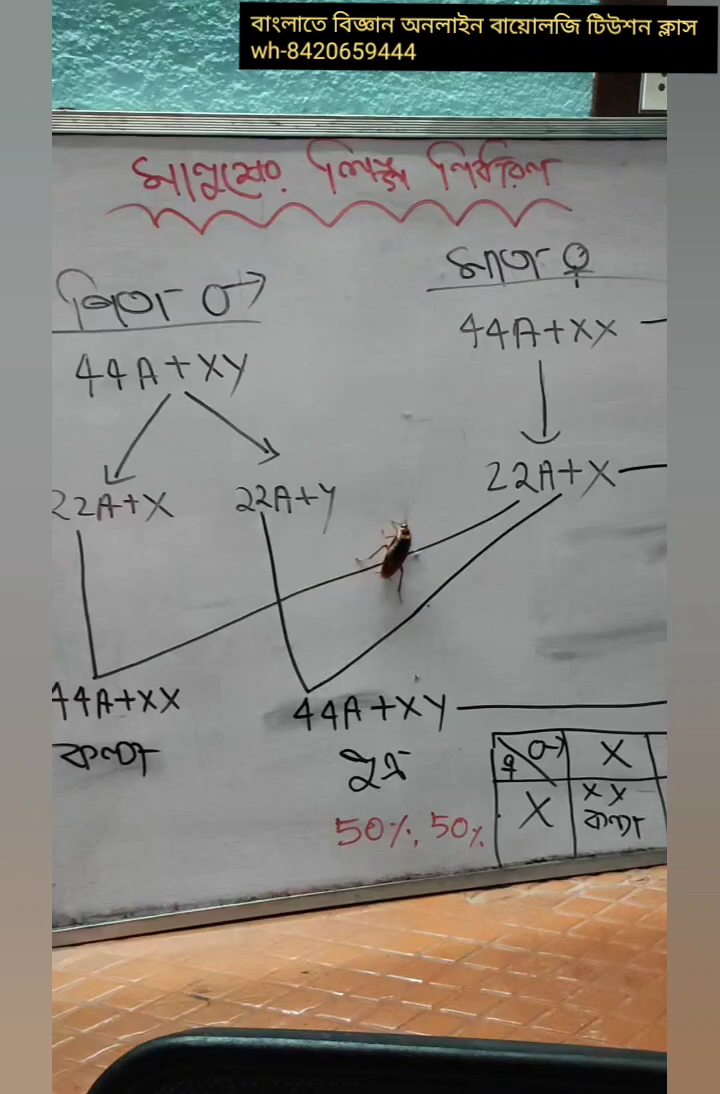 বাংলাতে বিজ্ঞান অনলাইন বায়োলজি টিউশন ক্লাস
wh-8420659444
মানুষের লিঙ্গ নির্ধারণ
পিতা ♂
মাতা ♀
44A+XY
44A+XX
22A+X
22A+Y
22A+X
44A+XX
44A+XY
কন্যা
পুত্র
50%, 50%
♀ ♂ X
X XX
কন্যা